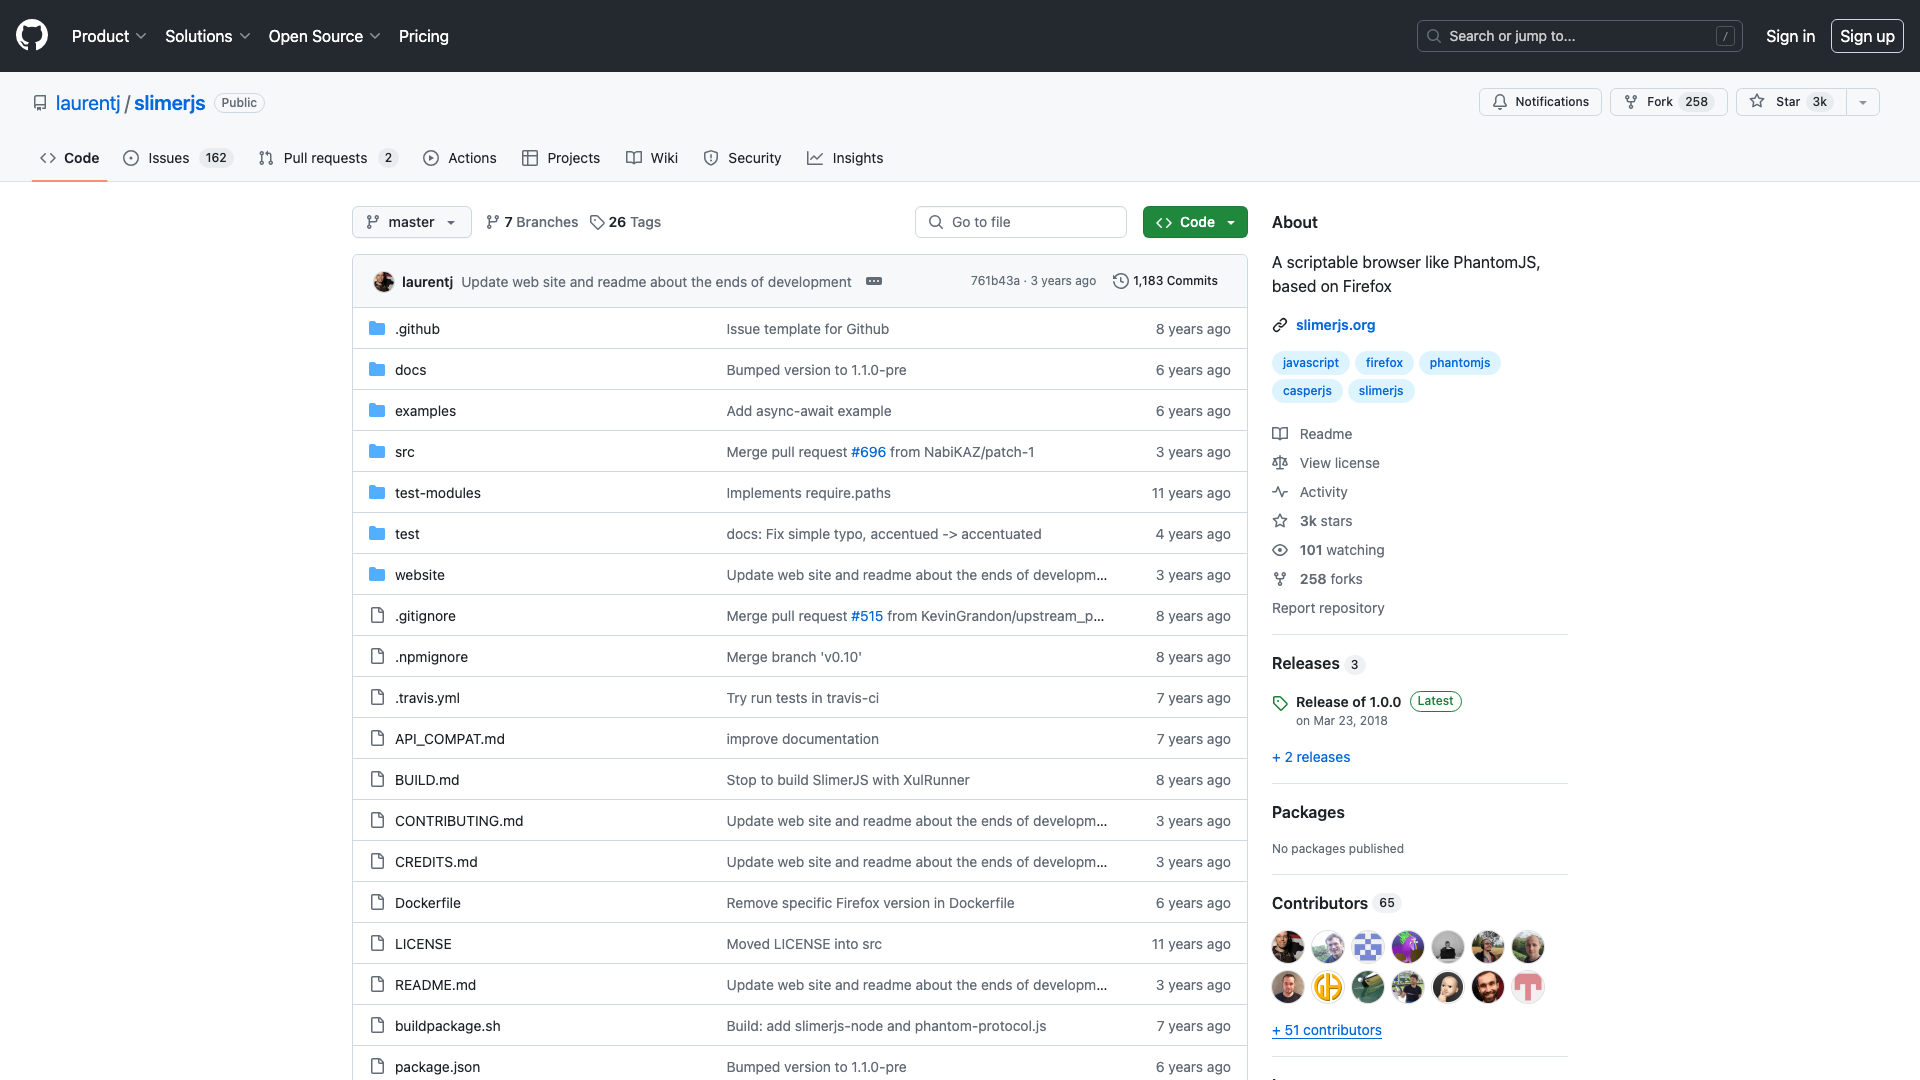 Product Solutions Open Source Pricing Search or jump to... / Sign in Sign up
laurentj / slimerjs Public Notifications Fork 258 Star 3k
Code Issues 162 Pull requests 2 Actions Projects Wiki Security Insights
master 7 Branches 26 Tags Go to file Code
laurentj Update web site and readme about the ends of development 761b43a · 3 years ago 1,183 Commits
.github Issue template for Github 8 years ago
docs Bumped version to 1.1.0-pre 6 years ago
examples Add async-await example 6 years ago
src Merge pull request #696 from NabiKAZ/patch-1 3 years ago
test-modules Implements require.paths 11 years ago
test docs: Fix simple typo, accentued -> accentuated 4 years ago
website Update web site and readme about the ends of developm... 3 years ago
.gitignore Merge pull request #515 from KevinGrandon/upstream_p... 8 years ago
.npmignore Merge branch 'v0.10' 8 years ago
.travis.yml Try run tests in travis-ci 7 years ago
API_COMPAT.md improve documentation 7 years ago
BUILD.md Stop to build SlimerJS with XulRunner 8 years ago
CONTRIBUTING.md Update web site and readme about the ends of developm... 3 years ago
CREDITS.md Update web site and readme about the ends of developm... 3 years ago
Dockerfile Remove specific Firefox version in Dockerfile 6 years ago
LICENSE Moved LICENSE into src 11 years ago
README.md Update web site and readme about the ends of developm... 3 years ago
buildpackage.sh Build: add slimerjs-node and phantom-protocol.js 7 years ago
package.json Bumped version to 1.1.0-pre 6 years ago
About
A scriptable browser like PhantomJS,
based on Firefox
slimerjs.org
javascript firefox phantomjs
casperjs slimerjs
Readme
View license
Activity
3k stars
101 watching
258 forks
Report repository
Releases 3
Release of 1.0.0 Latest
on Mar 23, 2018
+ 2 releases
Packages
No packages published
Contributors 65
+ 51 contributors